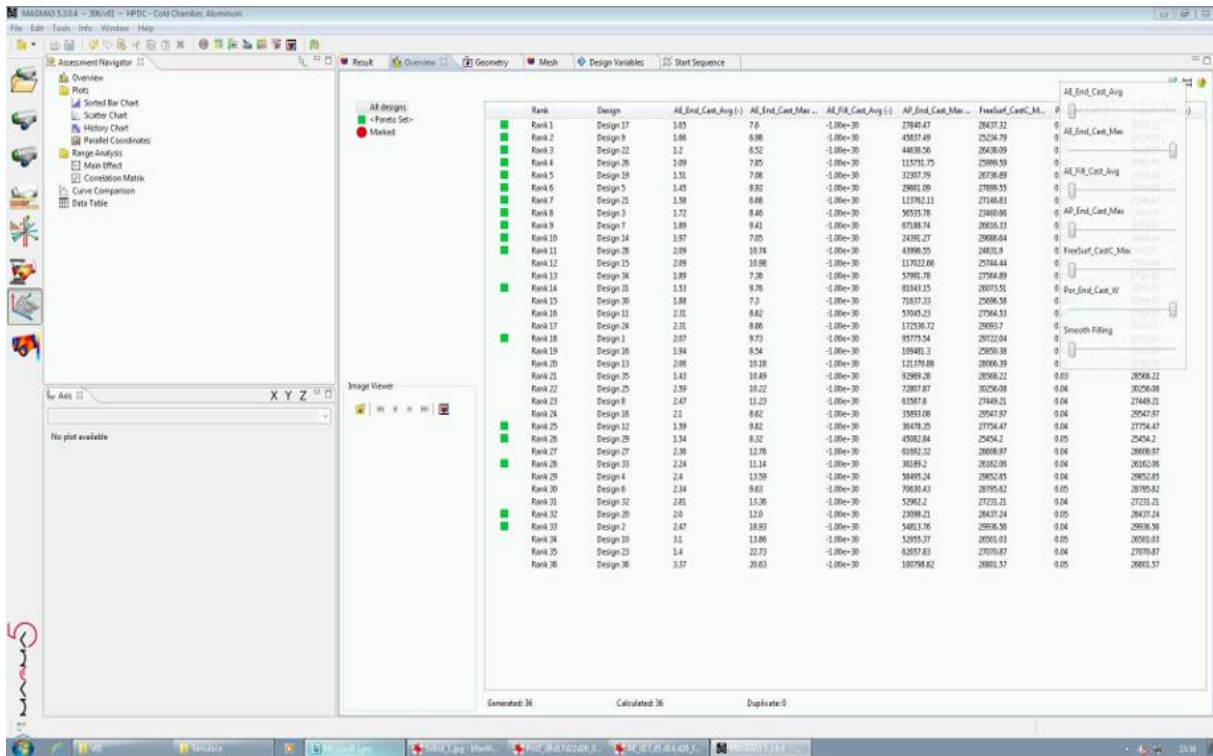 MAGMA5 5.3.0.4 - 306/v01 - HPDC - Cold Chamber, Aluminum
File Edit Tools Info Window Help
Assessment Navigator
Result Overview Geometry Mesh Design Variables Start Sequence
Overview
Plots
Sorted Bar Chart
Scatter Chart
History Chart
Parallel Coordinates
Range Analysis
Main Effect
Correlation Matrix
Curve Comparison
Data Table
All designs
<Pareto Set>
Marked
Rank Design AE_End_Cast_Avg (-) AE_End_Cast_Max ... AE_Fill_Cast_Avg (-) AP_End_Cast_Max ... FreeSurf_CastC_M...
Rank 1 Design 17 1.65 7.6 -1.00e+30 27840.47 28437.32
Rank 2 Design 9 1.66 6.98 -1.00e+30 45837.49 25234.79
Rank 3 Design 22 1.2 6.52 -1.00e+30 44636.56 26438.09
Rank 4 Design 26 1.09 7.85 -1.00e+30 115751.75 25999.59
Rank 5 Design 19 1.51 7.08 -1.00e+30 32307.79 26736.89
Rank 6 Design 5 1.45 8.92 -1.00e+30 29661.09 27899.55
Rank 7 Design 21 1.58 6.68 -1.00e+30 123762.11 27146.83
Rank 8 Design 3 1.72 8.46 -1.00e+30 56535.78 23480.66
Rank 9 Design 7 1.89 9.41 -1.00e+30 67188.74 26616.33
Rank 10 Design 14 1.97 7.05 -1.00e+30 24391.27 29686.64
Rank 11 Design 28 2.09 10.74 -1.00e+30 43998.55 24831.9
Rank 12 Design 15 2.09 10.98 -1.00e+30 117022.66 25744.44
Rank 13 Design 34 1.89 7.38 -1.00e+30 57991.78 27564.89
Rank 14 Design 31 1.53 9.76 -1.00e+30 81043.15 26073.51
Rank 15 Design 30 1.88 7.3 -1.00e+30 71637.33 25696.58
Rank 16 Design 11 2.31 8.62 -1.00e+30 57045.23 27564.53
Rank 17 Design 24 2.31 8.86 -1.00e+30 172536.72 29093.7
Rank 18 Design 1 2.07 9.73 -1.00e+30 95775.54 29722.04
Rank 19 Design 16 1.94 8.54 -1.00e+30 109481.3 25850.38
Rank 20 Design 13 2.06 10.18 -1.00e+30 121370.88 28066.39
Rank 21 Design 35 1.43 10.49 -1.00e+30 92969.28 28568.22 0.03 28568.22
Rank 22 Design 25 2.59 10.22 -1.00e+30 72807.87 30256.08 0.04 30256.08
Rank 23 Design 8 2.47 11.23 -1.00e+30 63587.8 27449.21 0.04 27449.21
Rank 24 Design 18 2.1 8.62 -1.00e+30 35893.08 29547.97 0.04 29547.97
Rank 25 Design 12 1.59 9.82 -1.00e+30 36478.35 27754.47 0.04 27754.47
Rank 26 Design 29 1.54 8.32 -1.00e+30 45082.84 25454.2 0.05 25454.2
Rank 27 Design 27 2.36 12.76 -1.00e+30 61692.32 28608.97 0.04 28608.97
Rank 28 Design 33 2.24 11.14 -1.00e+30 36189.2 26162.06 0.04 26162.06
Rank 29 Design 4 2.4 13.59 -1.00e+30 58495.24 29852.85 0.04 29852.85
Rank 30 Design 6 2.34 9.63 -1.00e+30 70630.43 28795.82 0.05 28795.82
Rank 31 Design 32 2.81 13.36 -1.00e+30 52962.2 27231.21 0.04 27231.21
Rank 32 Design 20 2.0 12.0 -1.00e+30 23098.21 28437.24 0.05 28437.24
Rank 33 Design 2 2.47 18.93 -1.00e+30 54813.76 29936.56 0.04 29936.56
Rank 34 Design 10 3.1 13.86 -1.00e+30 52955.37 26501.03 0.05 26501.03
Rank 35 Design 23 1.4 22.73 -1.00e+30 62657.83 27070.87 0.04 27070.87
Rank 36 Design 36 3.37 20.63 -1.00e+30 100798.82 26801.57 0.05 26801.57
AE_End_Cast_Avg
AE_End_Cast_Max
AE_Fill_Cast_Avg
AP_End_Cast_Max
FreeSurf_CastC_Max
Por_End_Cast_W
Smooth Filling
Axis X Y Z
No plot available
Image Viewer
Generated: 36 Calculated: 36 Duplicate: 0
MAGMA5
v01 Simulace Microsoft Lync
23:34